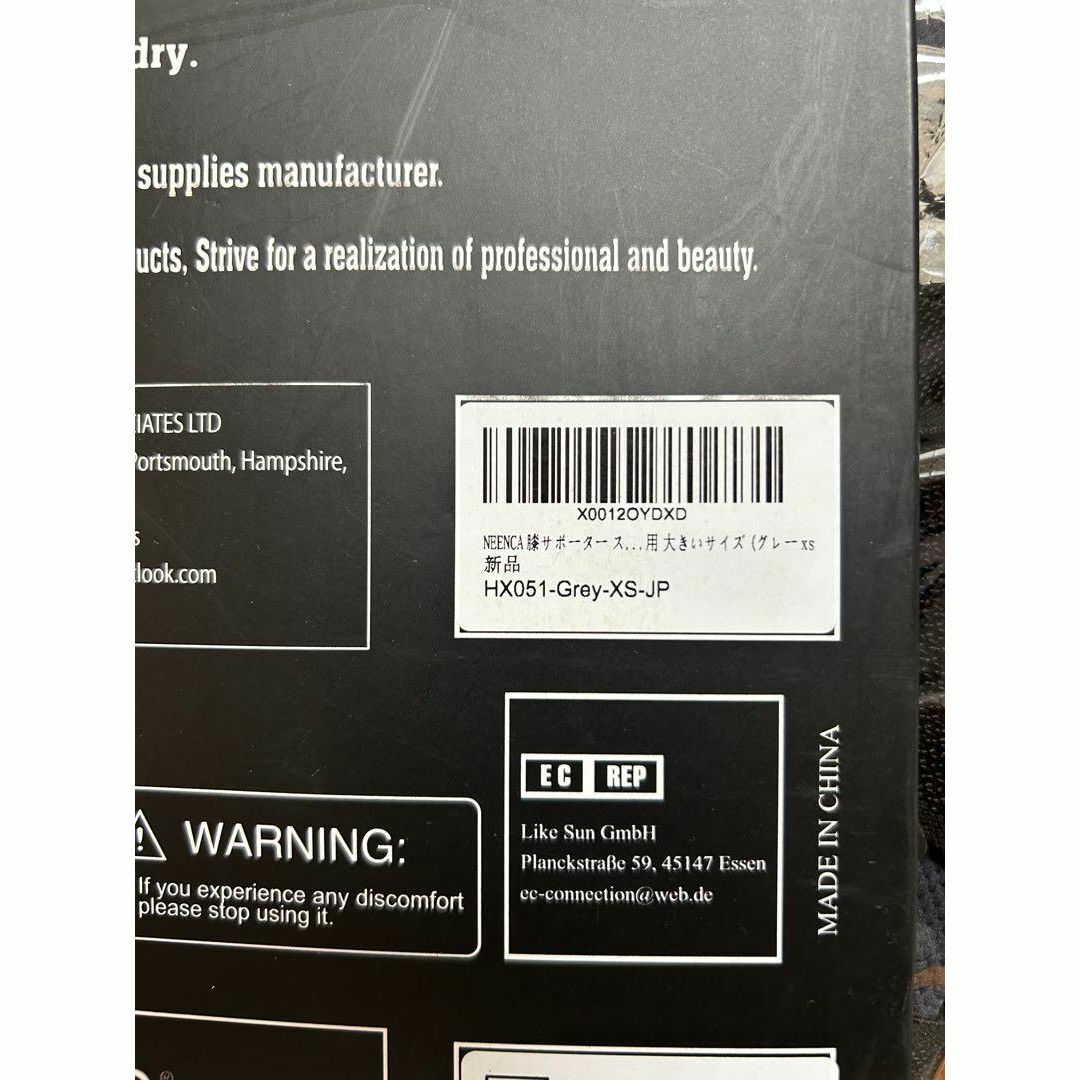 dry.
supplies manufacturer.
ucts, Strive for a realization of professional and beauty.
IATES LTD
Portsmouth, Hampshire,
s
look.com
X0012OYDXD
NEENCA 膝サポーター ス...用 大きいサイズ (グレー xs
新品
HX051-Grey-XS-JP
EC REP
Like Sun GmbH
Planckstraße 59, 45147 Essen
ec-connection@web.de
MADE IN CHINA
WARNING:
If you experience any discomfort
please stop using it.